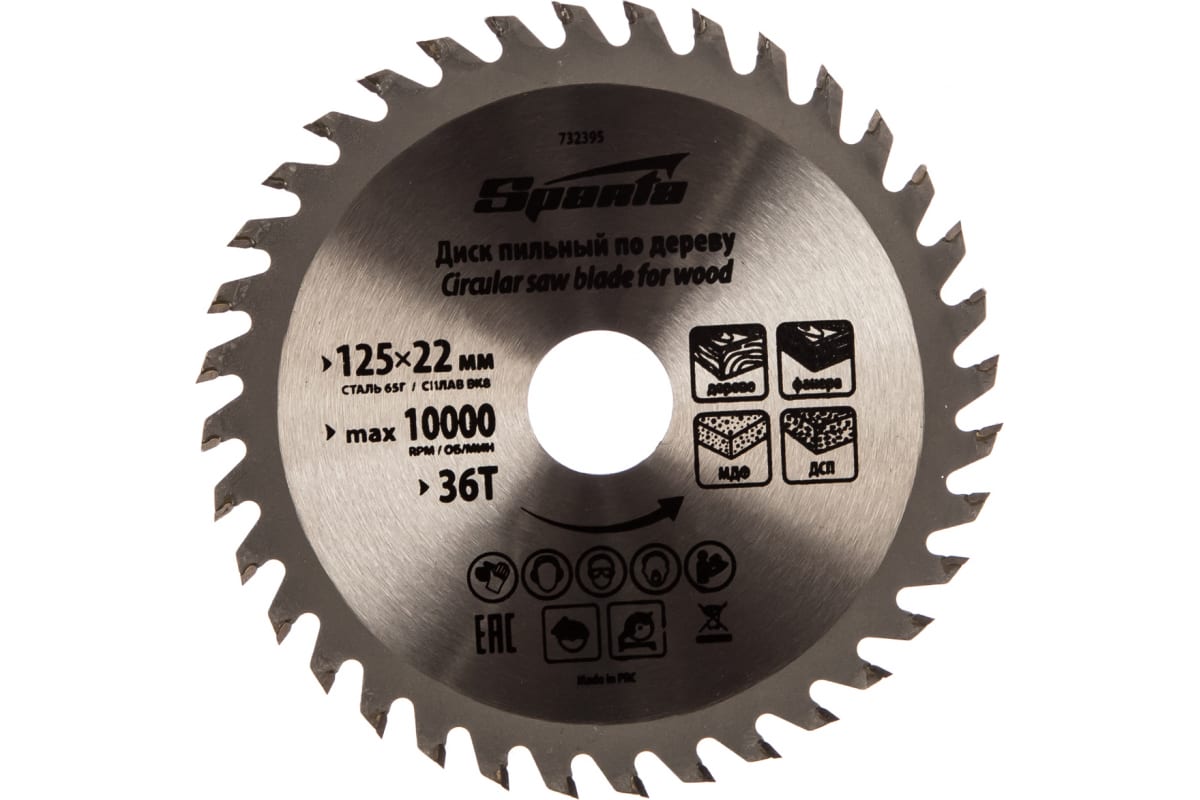 732395
Sparta
Диск пильный по дереву
Circular saw blade for wood
125×22 мм
СТАЛЬ 65Г / СПЛАВ ВК8
max 10000
RPM / ОБ/МИН
36T
дерево
фанера
МДФ
ДСП
EAC
Made in PRC